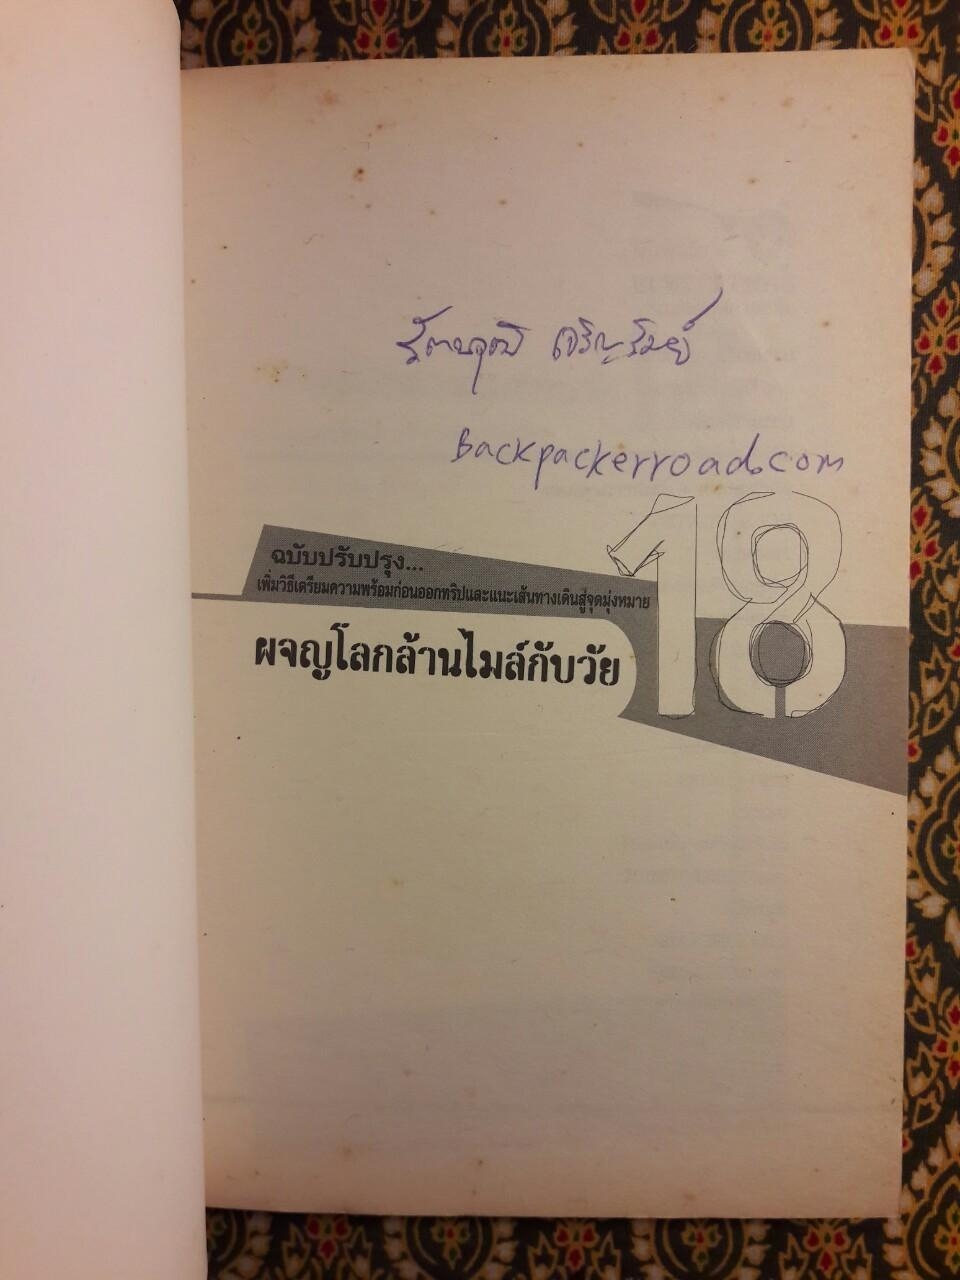 Backpackerroad.com
ฉบับปรับปรุง...
เพิ่มวิธีเตรียมความพร้อมก่อนออกทริปและแนะเส้นทางเดินสู่จุดมุ่งหมาย
ผจญโลกล้านไมล์กับวัย 18